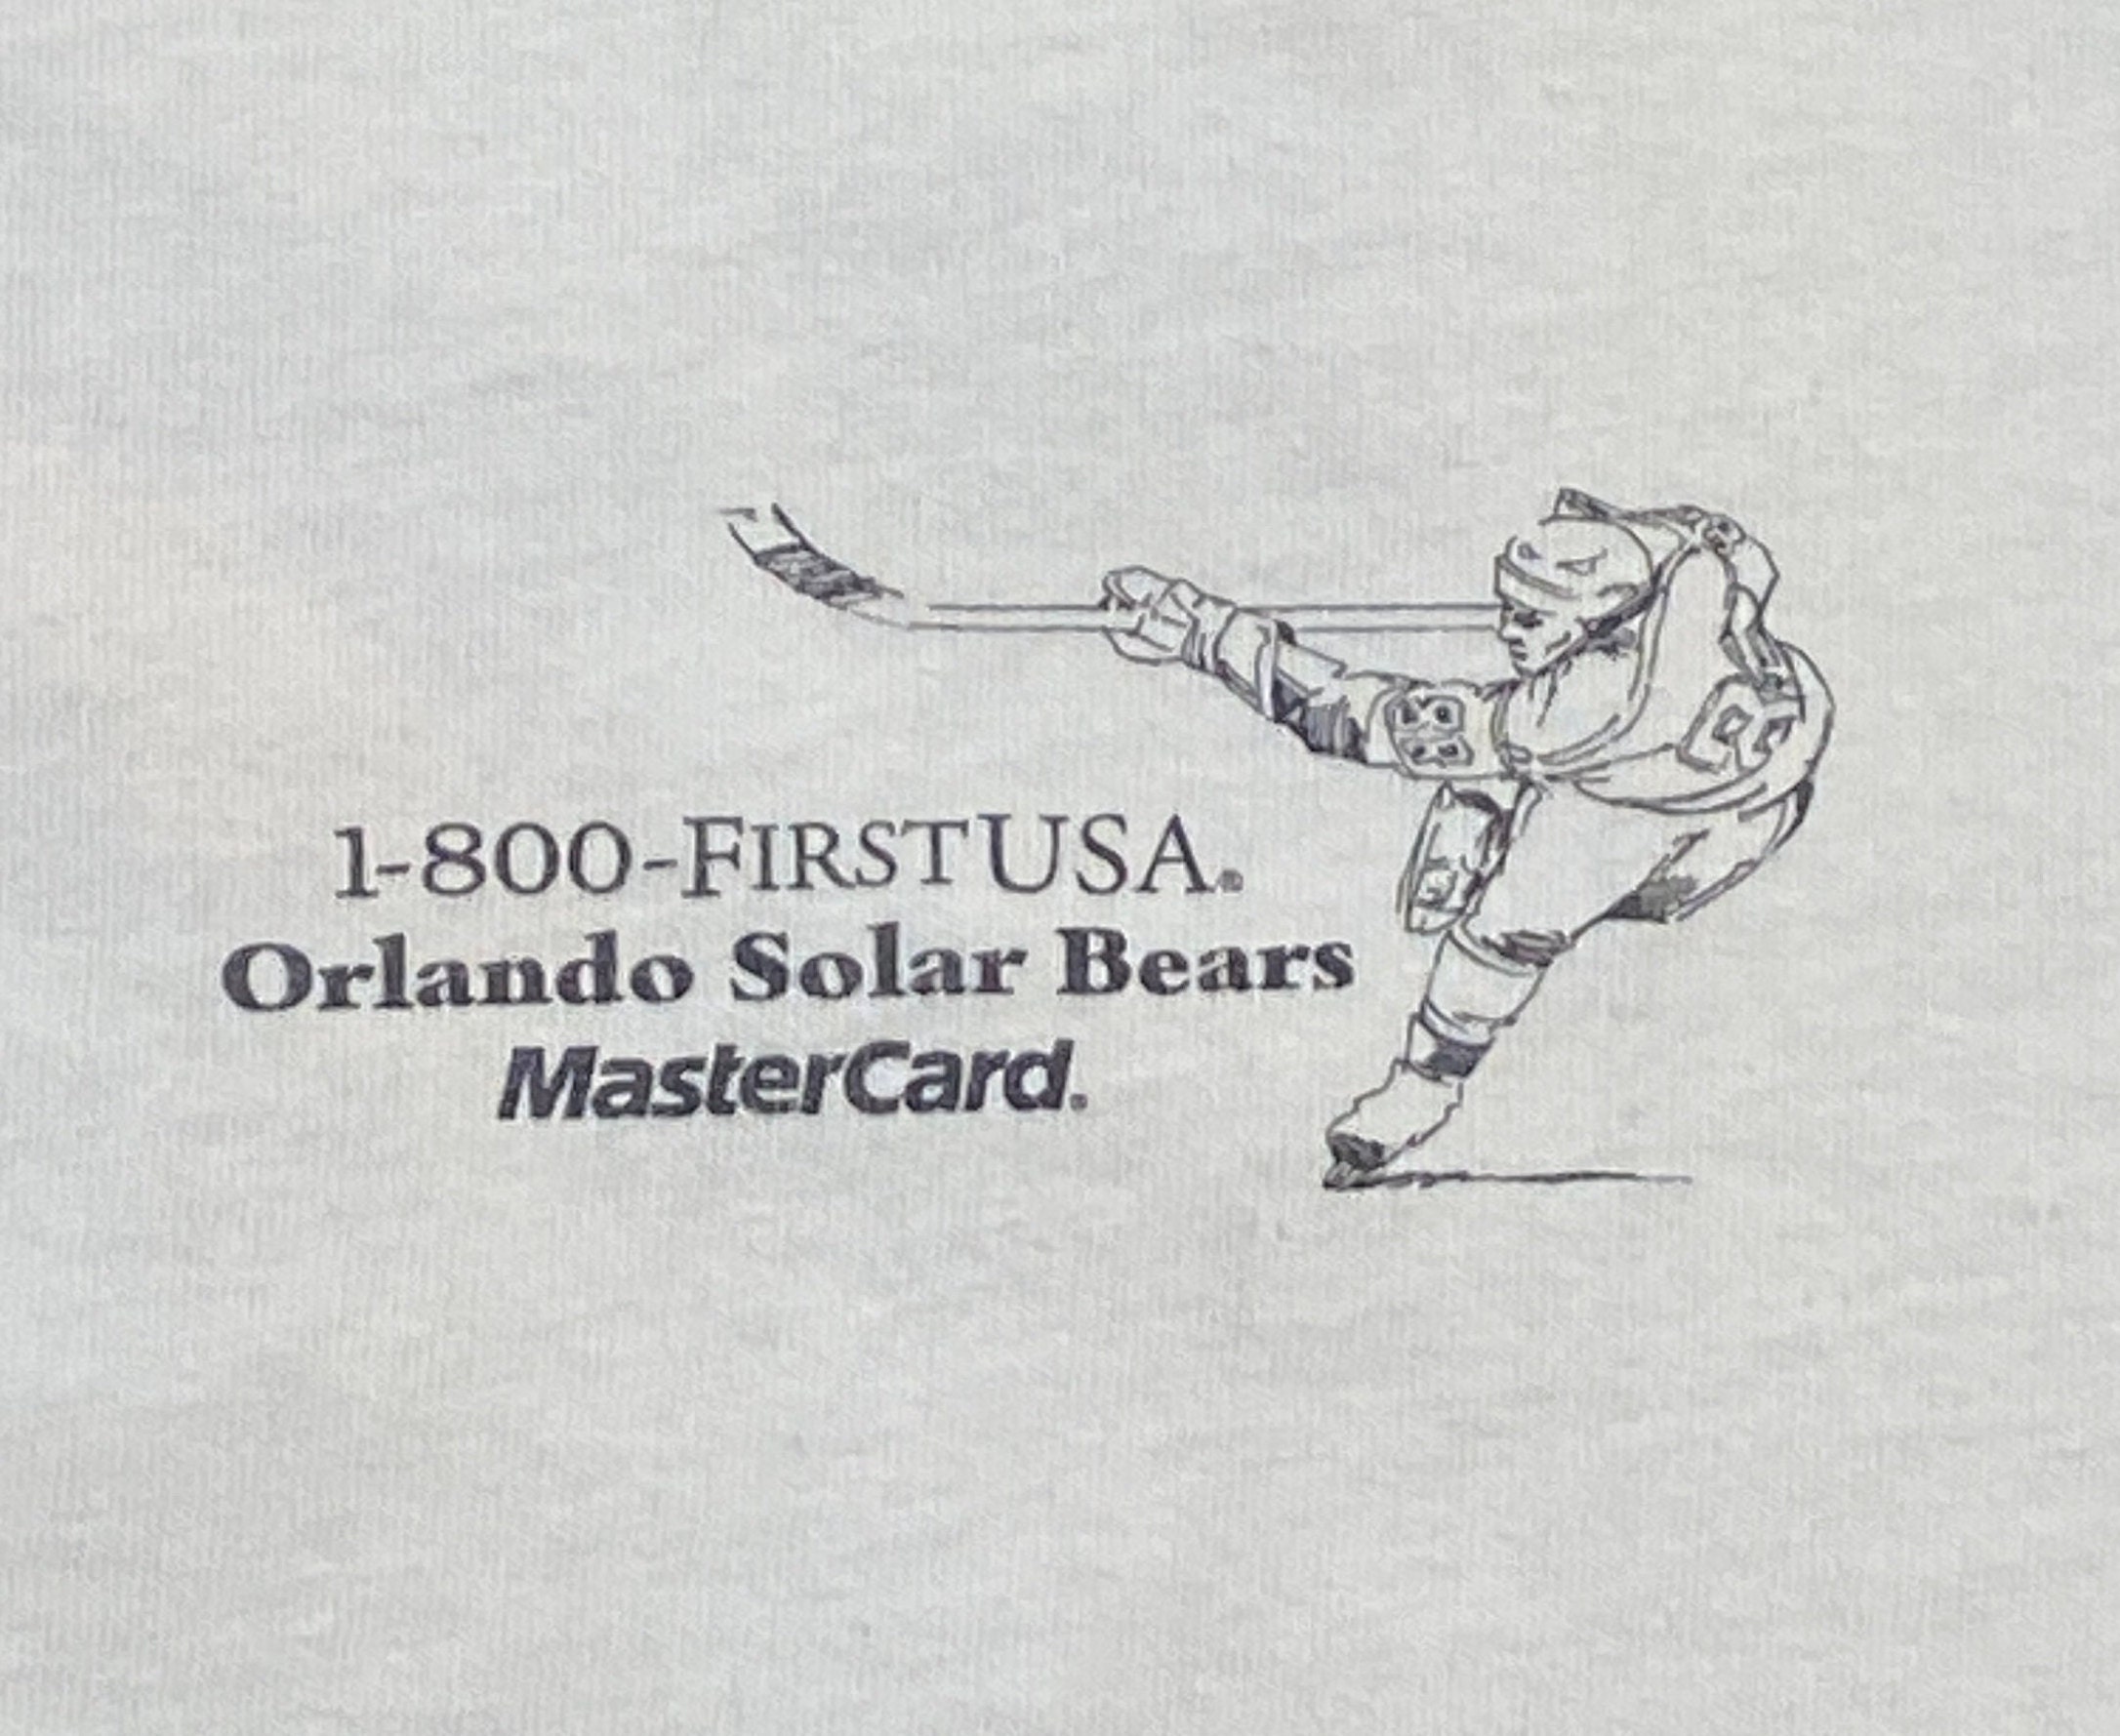 1-800-FIRSTUSA®
Orlando Solar Bears
MasterCard®